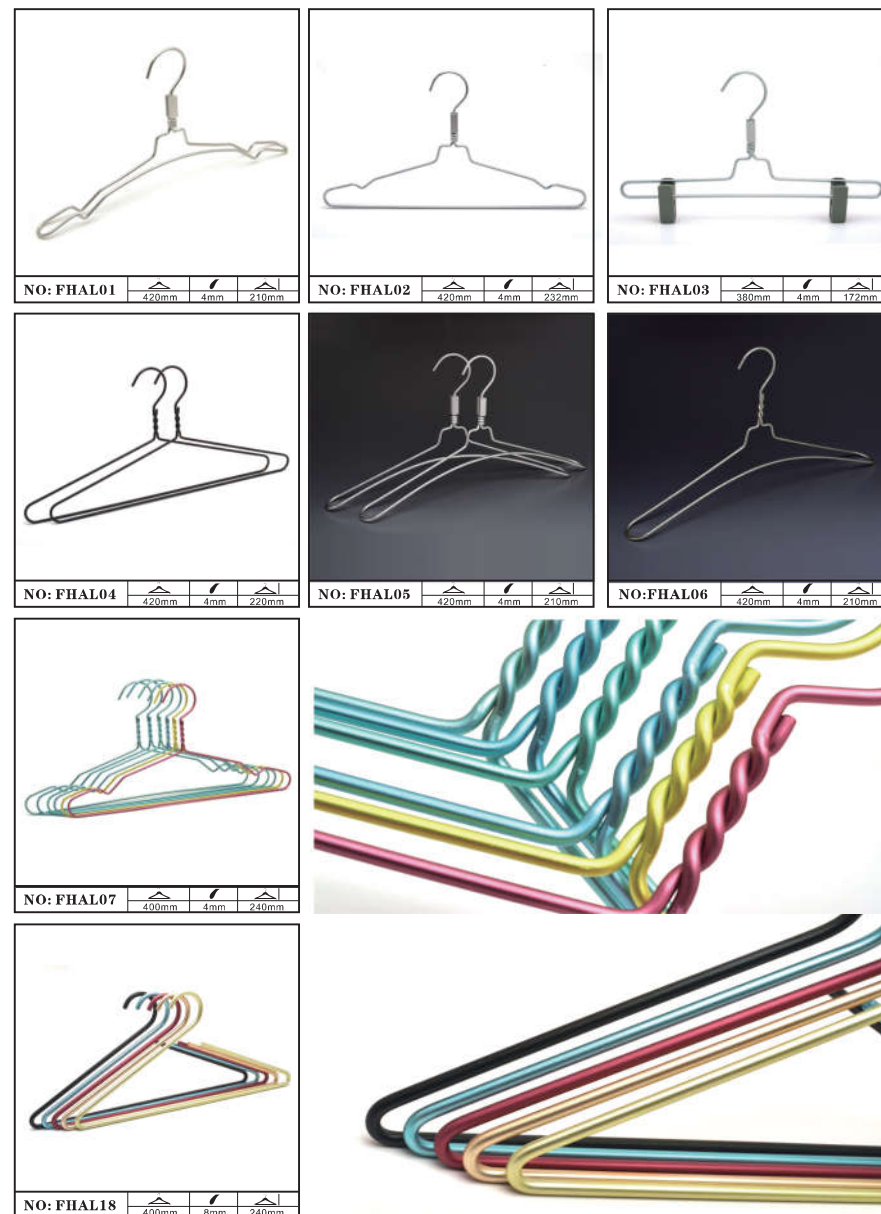 NO: FHAL01 420mm 4mm 210mm
NO: FHAL02 420mm 4mm 232mm
NO: FHAL03 380mm 4mm 172mm
NO: FHAL04 420mm 4mm 220mm
NO: FHAL05 420mm 4mm 210mm
NO:FHAL06 420mm 4mm 210mm
NO: FHAL07 400mm 4mm 240mm
NO: FHAL18 400mm 8mm 240mm